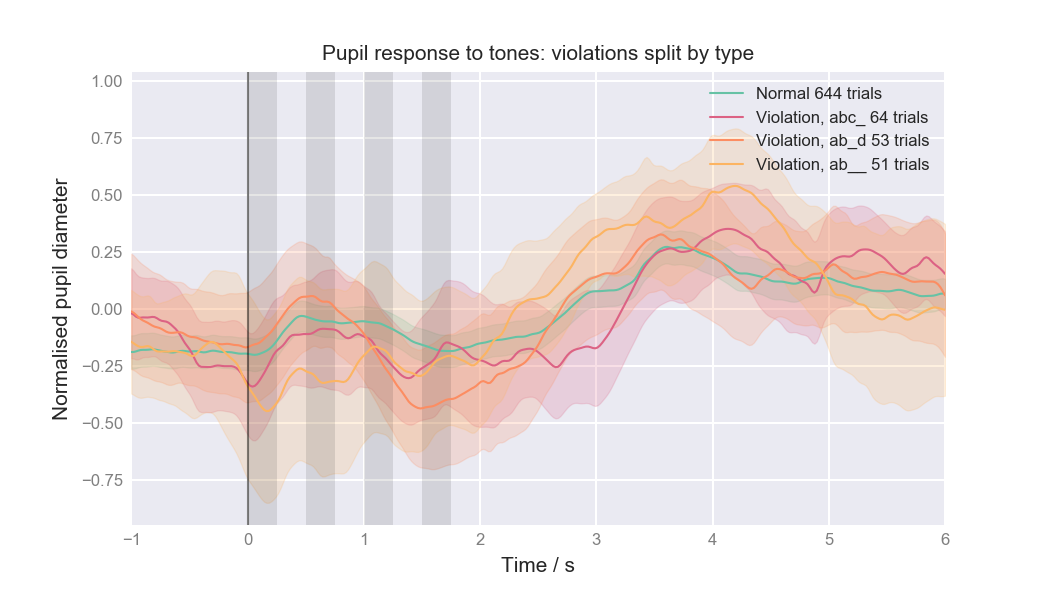 Pupil response to tones: violations split by type
1.00
0.75
0.50
0.25
0.00
−0.25
−0.50
−0.75
Normalised pupil diameter
Normal 644 trials
Violation, abc_ 64 trials
Violation, ab_d 53 trials
Violation, ab__ 51 trials
−1 0 1 2 3 4 5 6
Time / s